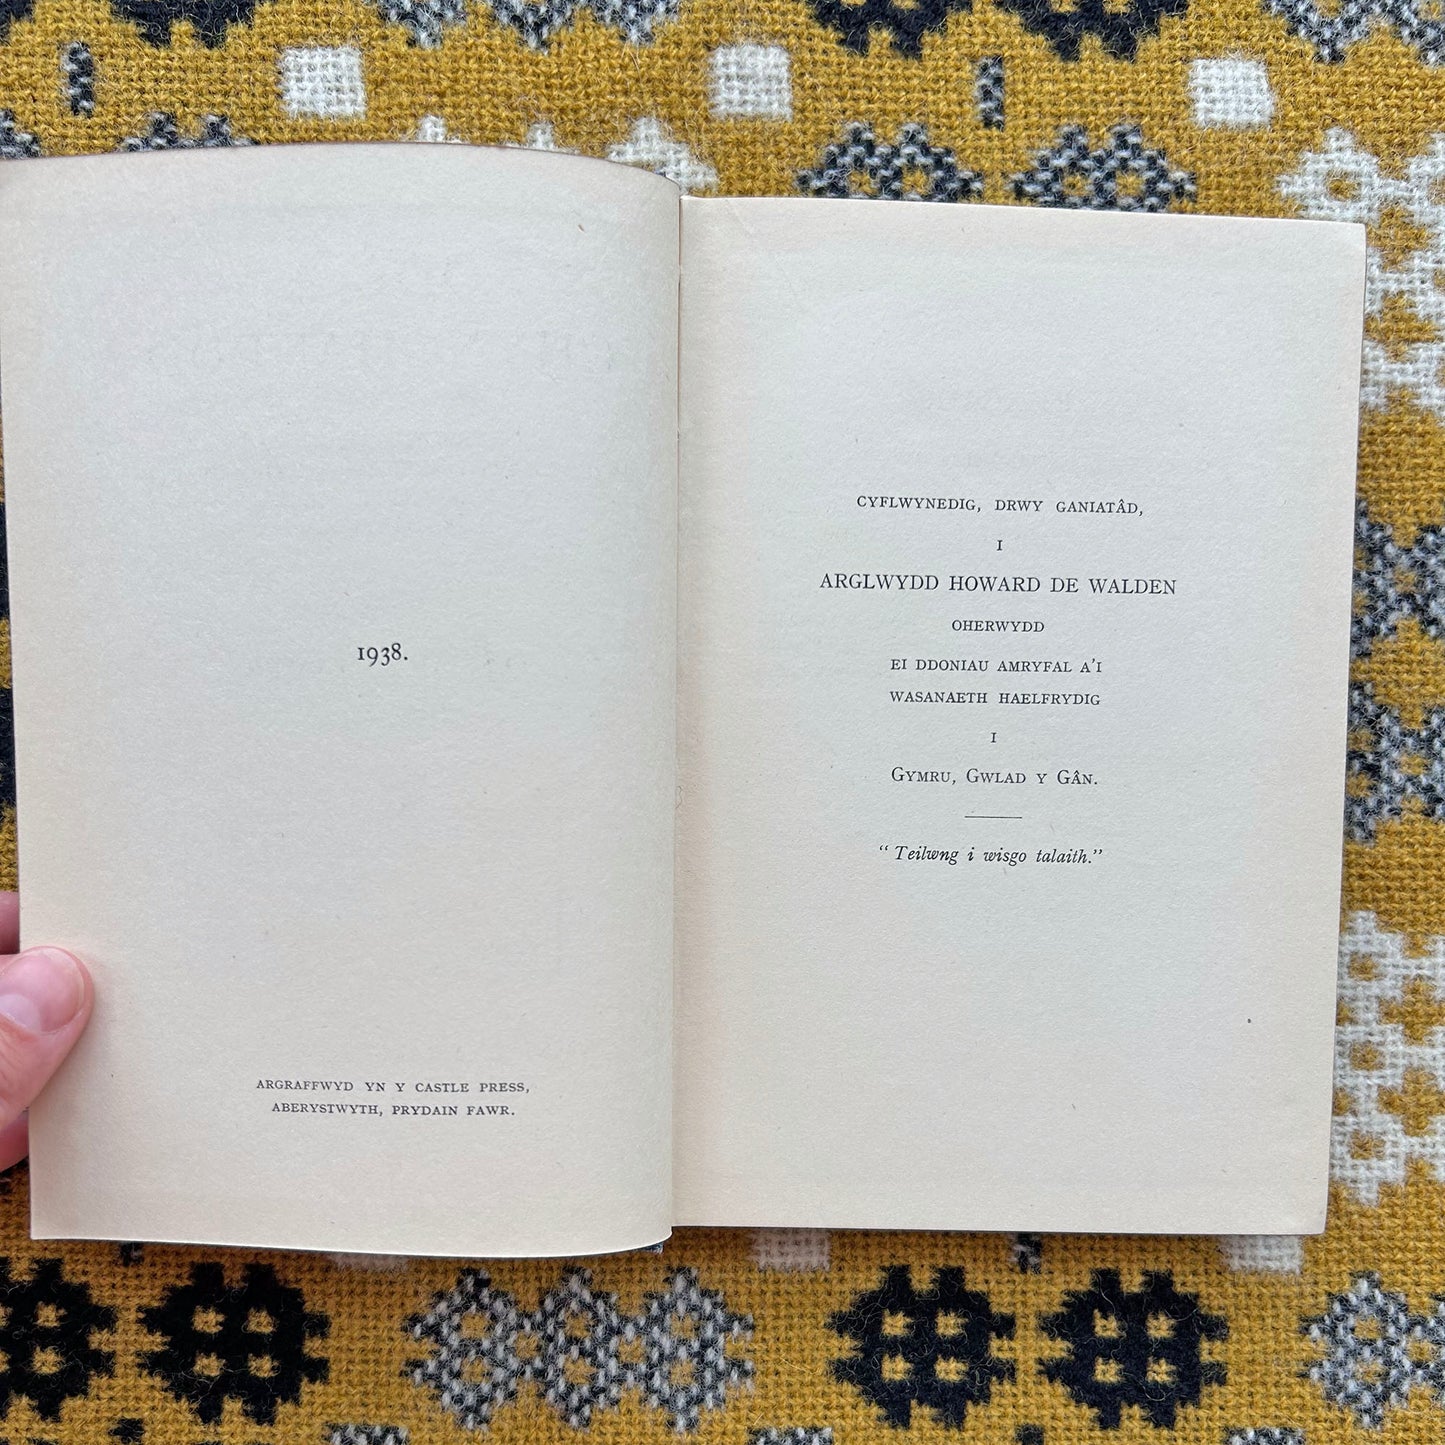 1938.
ARGRAFFWYD YN Y CASTLE PRESS,
ABERYSTWYTH, PRYDAIN FAWR.
CYFLWYNEDIG, DRWY GANIATÂD,
I
ARGLWYDD HOWARD DE WALDEN
OHERWYDD
EI DDONIAU AMRYFAL A'I
WASANAETH HAELFRYDIG
I
GYMRU, GWLAD Y GÂN.
“Teilwng i wisgo talaith.”